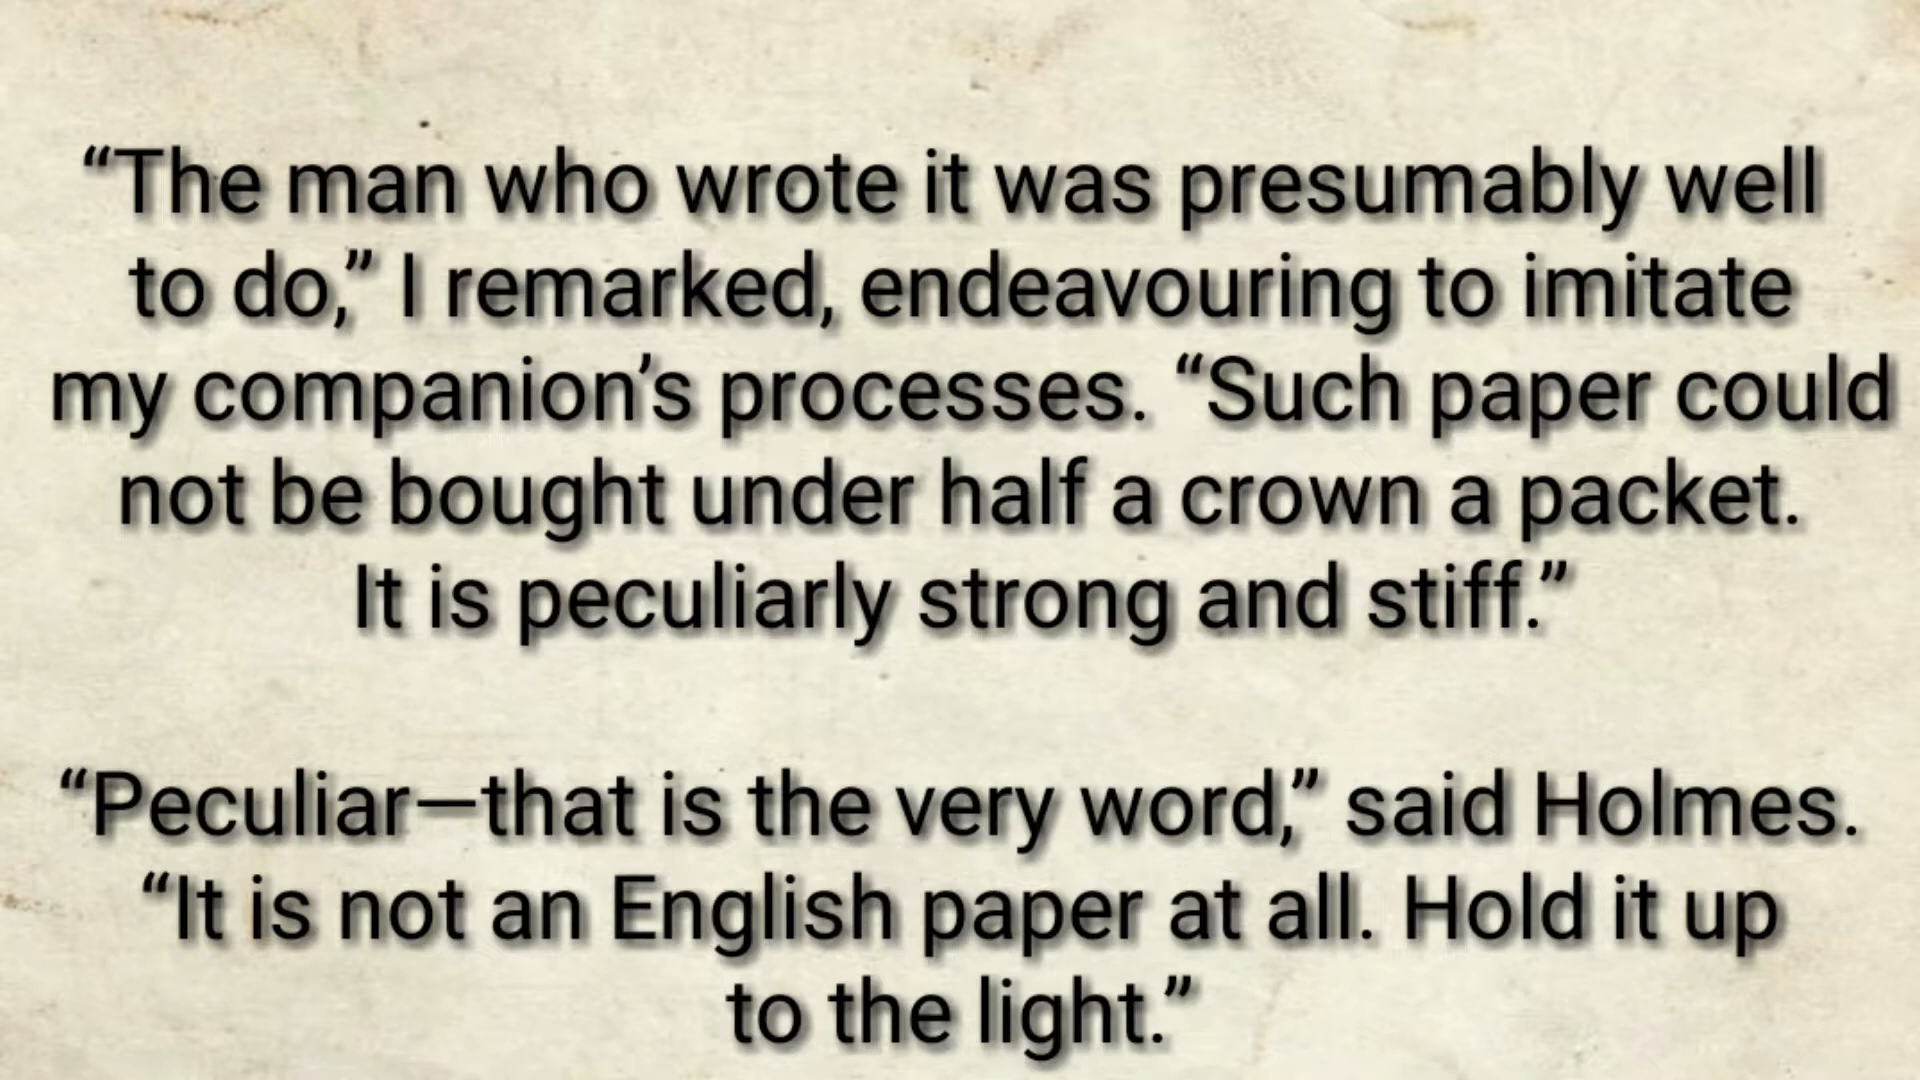 “The man who wrote it was presumably well
to do,” I remarked, endeavouring to imitate
my companion’s processes. “Such paper could
not be bought under half a crown a packet.
It is peculiarly strong and stiff.”
“Peculiar—that is the very word,” said Holmes.
“It is not an English paper at all. Hold it up
to the light.”